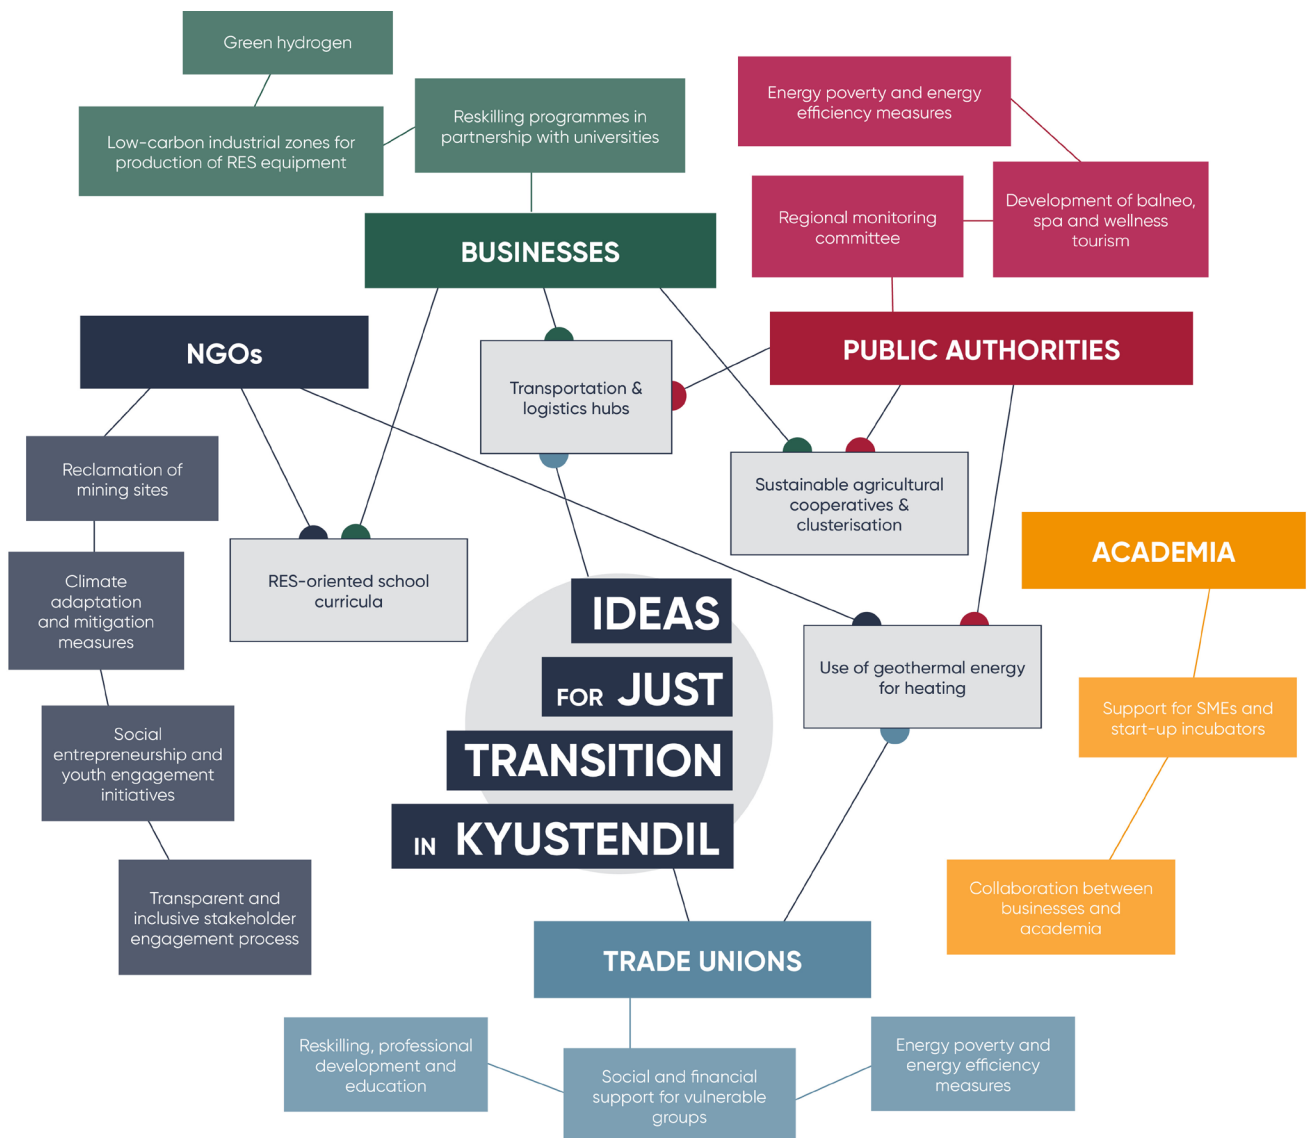 Green hydrogen
Low-carbon industrial zones for
production of RES equipment
Reskilling programmes in
partnership with universities
BUSINESSES
Energy poverty and energy
efficiency measures
Development of balneo,
spa and wellness
tourism
Regional monitoring
committee
PUBLIC AUTHORITIES
NGOs
Reclamation of
mining sites
Climate
adaptation
and mitigation
measures
Social
entrepreneurship and
youth engagement
initiatives
Transparent and
inclusive stakeholder
engagement process
Transportation &
logistics hubs
Sustainable agricultural
cooperatives &
clusterisation
RES-oriented school
curricula
Use of geothermal energy
for heating
IDEAS
FOR JUST
TRANSITION
IN KYUSTENDIL
ACADEMIA
Support for SMEs and
start-up incubators
Collaboration between
businesses and
academia
TRADE UNIONS
Reskilling, professional
development and
education
Social and financial
support for vulnerable
groups
Energy poverty and
energy efficiency
measures